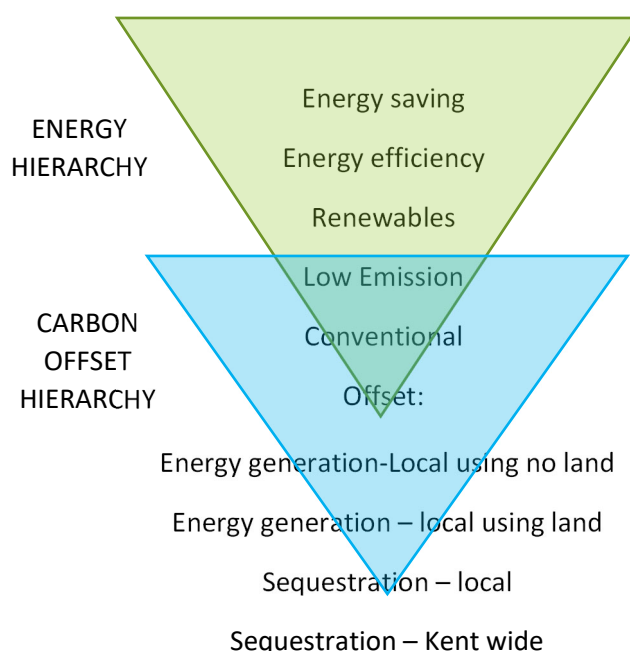 ENERGY
HIERARCHY
Energy saving
Energy efficiency
Renewables
Low Emission
Conventional
CARBON
OFFSET
HIERARCHY
Offset:
Energy generation-Local using no land
Energy generation – local using land
Sequestration – local
Sequestration – Kent wide